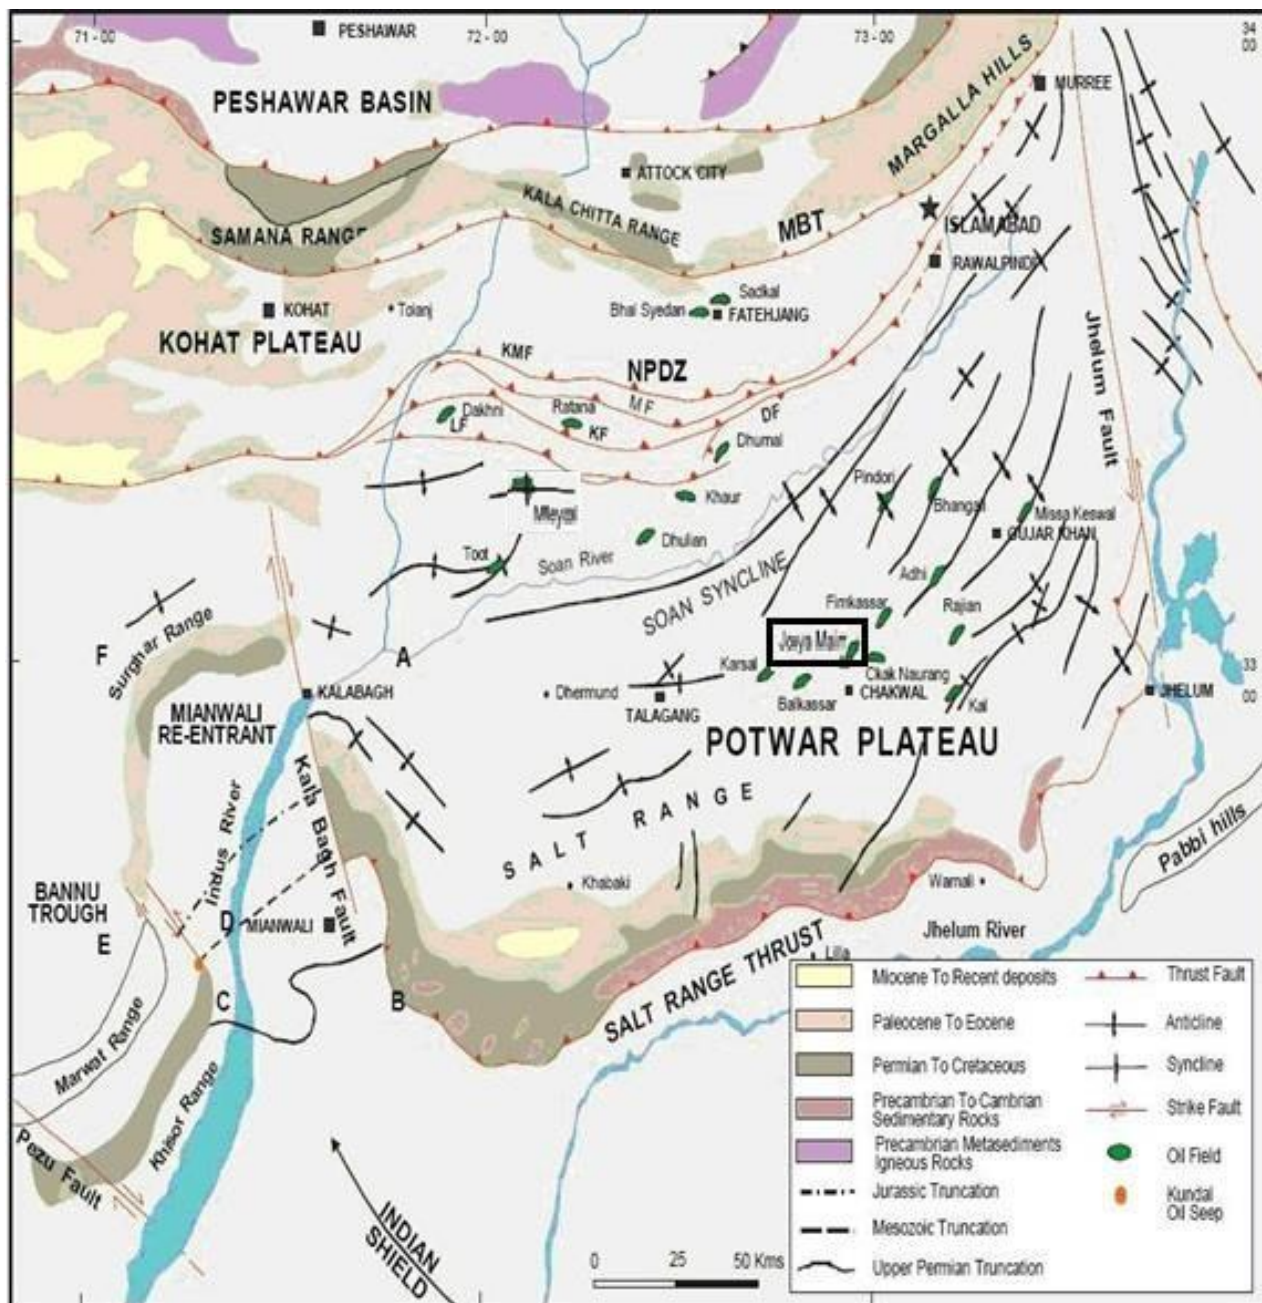 71 - 00
72 - 00
73 - 00
34
00
PESHAWAR
PESHAWAR BASIN
MARGALLA HILLS
MURREE
ATTOCK CITY
KALA CHITTA RANGE
SAMANA RANGE
MBT
ISLAMABAD
RAWALPINDI
KOHAT
Tolanj
Sadkal
Bhal Syedan
FATEHJANG
KOHAT PLATEAU
Jhelum Fault
KMF
NPDZ
MF
DF
Dakhni
LF
Ratana
KF
Dhumal
Pindori
Khaur
Bhangali
Missa Keswal
GUJAR KHAN
Dhulian
Toot
Soan River
SOAN SYNCLINE
Adhi
Fimkassar
Rajian
Surghar Range
F
A
Karsal
Ckak Naurang
33
00
KALABAGH
Dhermund
TALAGANG
Balkassar
CHAKWAL
Kal
JHELUM
MIANWALI
RE-ENTRANT
POTWAR PLATEAU
SALT RANGE
Kala Bagh Fault
Indus River
Pabbi hills
BANNU
TROUGH
Khabaki
Warnali
E
D
MIANWALI
Jhelum River
Lilla
SALT RANGE THRUST
C
B
Marwat Range
Khisor Range
Pezu Fault
INDIAN
SHIELD
0 25 50 Kms
Miocene To Recent deposits
Paleocene To Eocene
Permian To Cretaceous
Precambrian To Cambrian
Sedimentary Rocks
Precambrian Metasediments
Igneous Rocks
Jurassic Truncation
Mesozoic Truncation
Upper Permian Truncation
Thrust Fault
Anticline
Syncline
Strike Fault
Oil Field
Kundal
Oil Seep